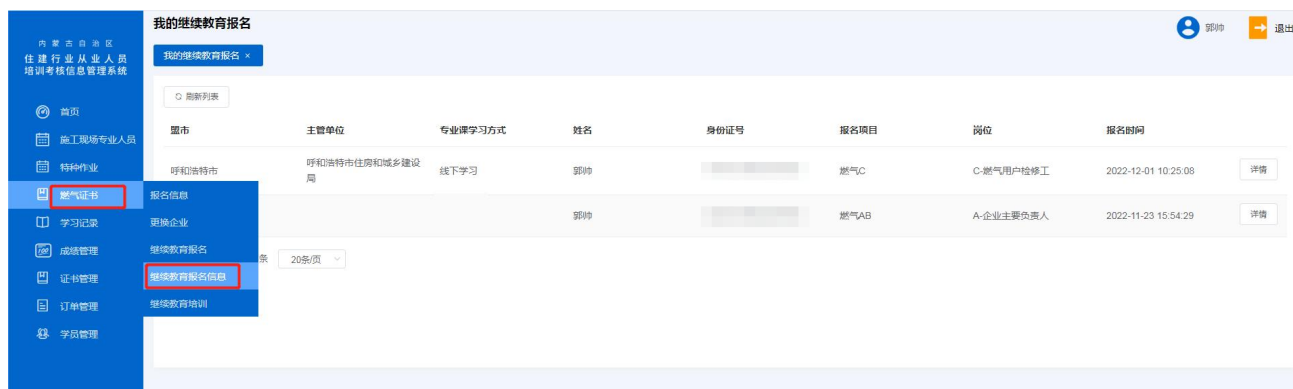 我的继续教育报名
郭帅
退出
内蒙古自治区
住建行业从业人员
培训考核信息管理系统
我的继续教育报名 ×
刷新列表
首页
施工现场专业人员
特种作业
燃气证书
学习记录
成绩管理
证书管理
订单管理
学员管理
报名信息
更换企业
继续教育报名
继续教育报名信息
继续教育培训
盟市 主管单位 专业课学习方式 姓名 身份证号 报名项目 岗位 报名时间
呼和浩特市 呼和浩特市住房和城乡建设局 线下学习 郭帅 燃气C C-燃气用户检修工 2022-12-01 10:25:08 详情
郭帅 燃气AB A-企业主要负责人 2022-11-23 15:54:29 详情
条 20条/页